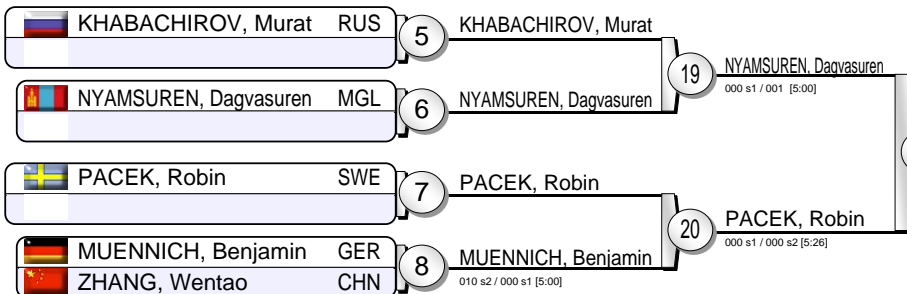 KHABACHIROV, Murat RUS
5
KHABACHIROV, Murat
19
NYAMSUREN, Dagvasuren
000 s1 / 001 [5:00]
NYAMSUREN, Dagvasuren MGL
6
NYAMSUREN, Dagvasuren
PACEK, Robin SWE
7
PACEK, Robin
20
PACEK, Robin
000 s1 / 000 s2 [5:26]
MUENNICH, Benjamin GER
ZHANG, Wentao CHN
8
MUENNICH, Benjamin
010 s2 / 000 s1 [5:00]